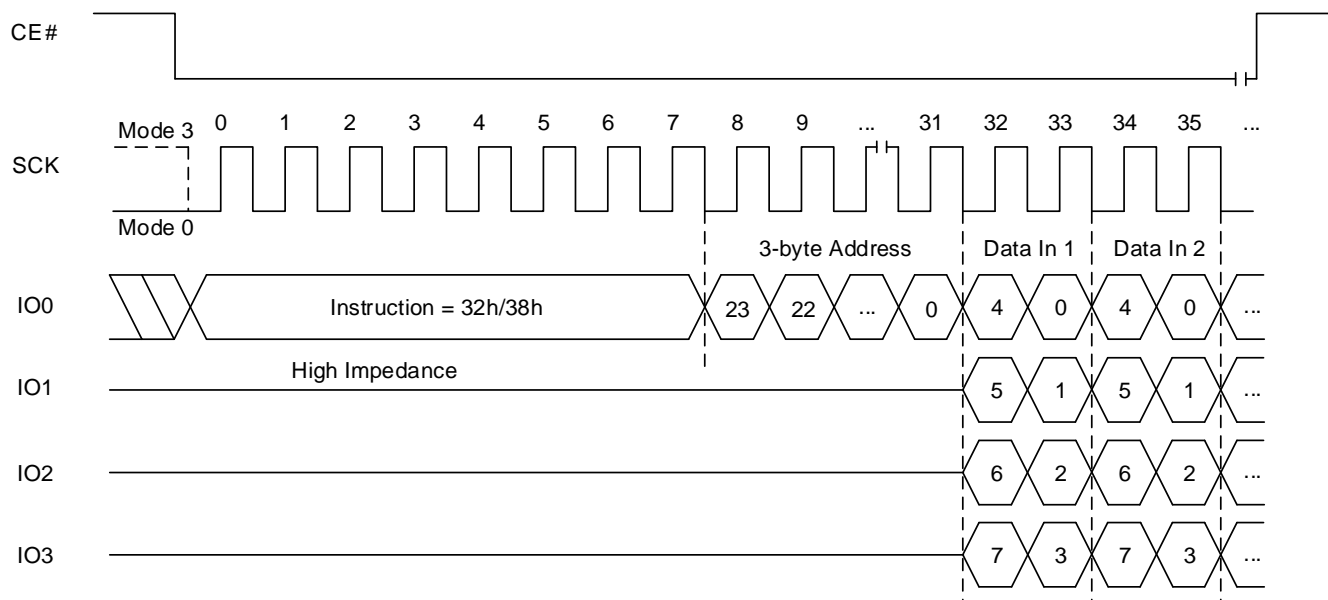 CE#
Mode 3 0 1 2 3 4 5 6 7 8 9 ... 31 32 33 34 35 ...
SCK
Mode 0
3-byte Address Data In 1 Data In 2
IO0 Instruction = 32h/38h 23 22 ... 0 4 0 4 0 ...
High Impedance
IO1 5 1 5 1 ...
IO2 6 2 6 2 ...
IO3 7 3 7 3 ...